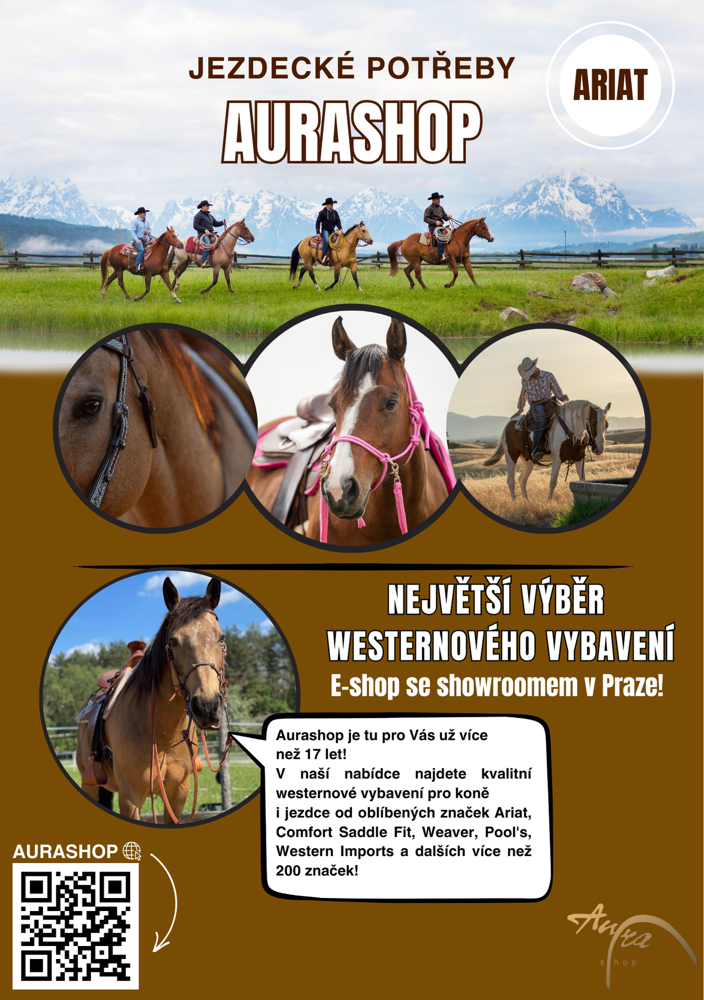 JEZDECKÉ POTŘEBY
ARIAT
AURASHOP
NEJVĚTŠÍ VÝBĚR
WESTERNOVÉHO VYBAVENÍ
E-shop se showroomem v Praze!
Aurashop je tu pro Vás už více
než 17 let!
V naší nabídce najdete kvalitní
westernové vybavení pro koně
i jezdce od oblíbených značek Ariat,
Comfort Saddle Fit, Weaver, Pool's,
Western Imports a dalších více než
200 značek!
AURASHOP
Aura
shop